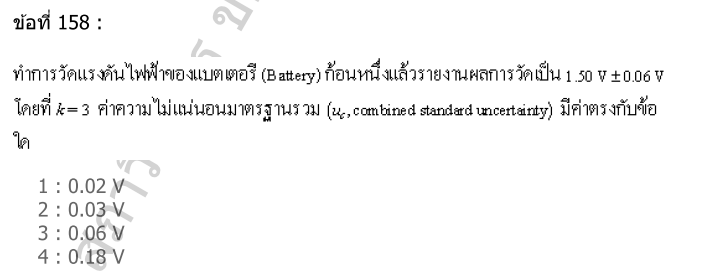 ข้อที่ 158 :
ทำการวัดแรงดันไฟฟ้าของแบตเตอรี (Battery) ก้อนหนึ่งแล้วรายงานผลการวัดเป็น 1.50 V ± 0.06 V
โดยที่ k = 3 ค่าความไม่แน่นอนมาตรฐานรวม (u_c, combined standard uncertainty) มีค่าตรงกับข้อ
ใด
1 : 0.02 V
2 : 0.03 V
3 : 0.06 V
4 : 0.18 V